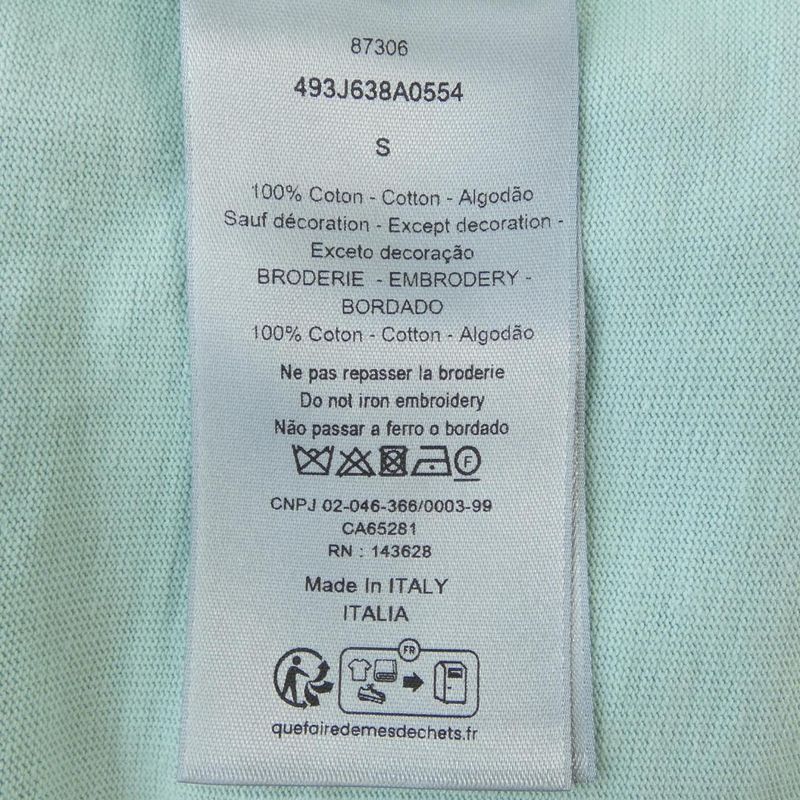 87306
493J638A0554
S
100% Coton - Cotton - Algodão
Sauf décoration - Except decoration -
Exceto decoração
BRODERIE - EMBRODERY -
BORDADO
100% Coton - Cotton - Algodão
Ne pas repasser la broderie
Do not iron embroidery
Não passar a ferro o bordado
F
CNPJ 02-046-366/0003-99
CA65281
RN : 143628
Made In ITALY
ITALIA
FR
quefairedemesdechets.fr